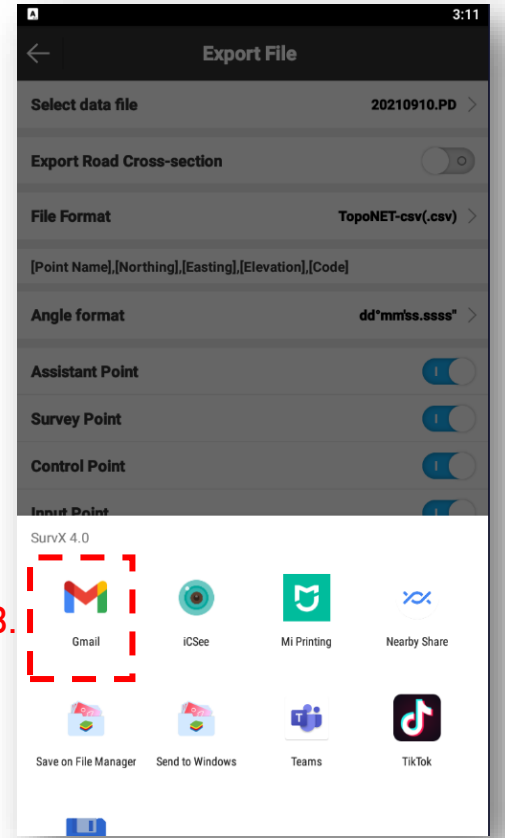 A 3:11
Export File
Select data file 20210910.PD
Export Road Cross-section
File Format TopoNET-csv(.csv)
[Point Name],[Northing],[Easting],[Elevation],[Code]
Angle format dd°mm'ss.ssss"
Assistant Point
Survey Point
Control Point
Input Point
SurvX 4.0
3.
Gmail iCSee Mi Printing Nearby Share
Save on File Manager Send to Windows Teams TikTok